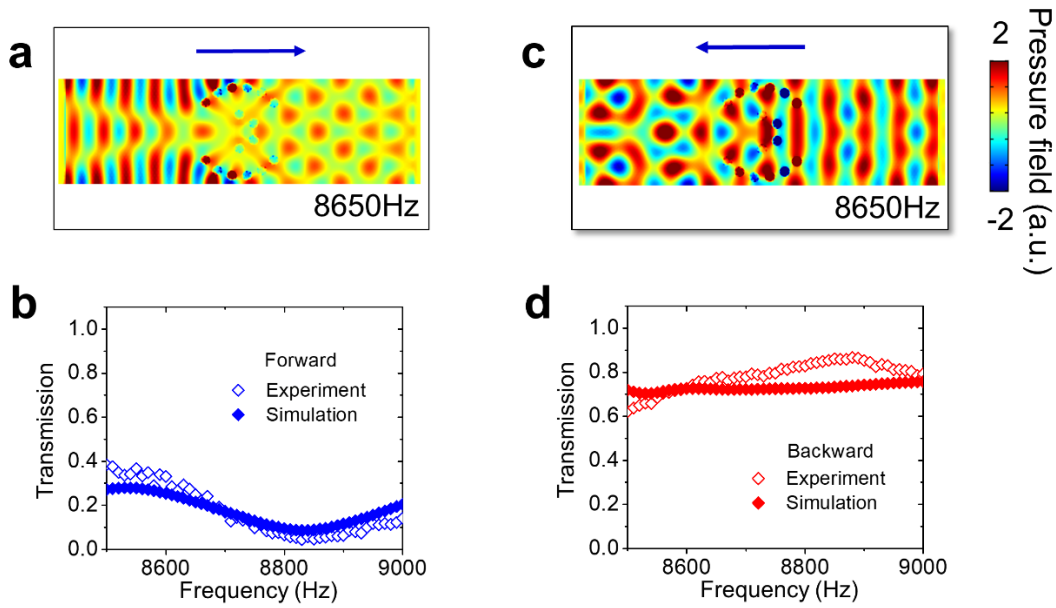 a
8650Hz
c
8650Hz
2
-2
Pressure field (a.u.)
b
Transmission
1.0
0.8
0.6
0.4
0.2
0.0
Forward
Experiment
Simulation
8600
8800
9000
Frequency (Hz)
d
Transmission
1.0
0.8
0.6
0.4
0.2
0.0
Backward
Experiment
Simulation
8600
8800
9000
Frequency (Hz)